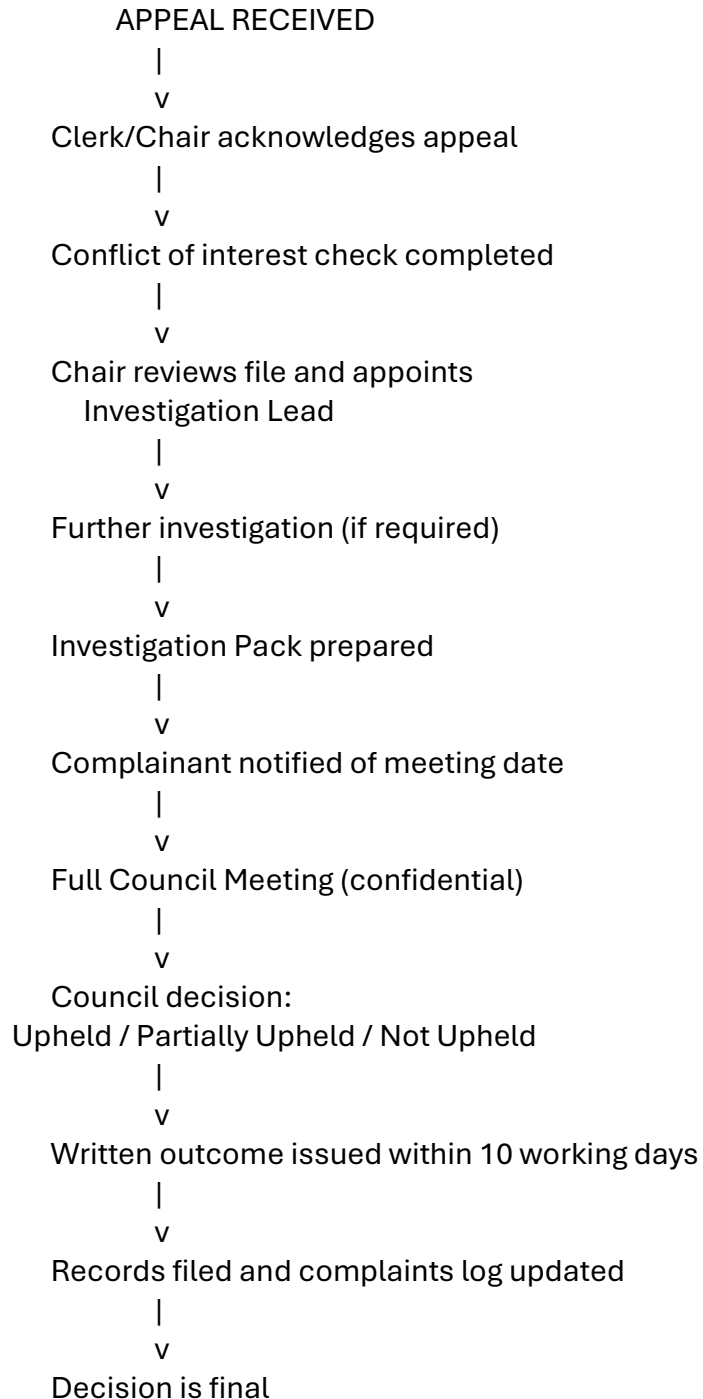 APPEAL RECEIVED
|
v
Clerk/Chair acknowledges appeal
|
v
Conflict of interest check completed
|
v
Chair reviews file and appoints
Investigation Lead
|
v
Further investigation (if required)
|
v
Investigation Pack prepared
|
v
Complainant notified of meeting date
|
v
Full Council Meeting (confidential)
|
v
Council decision:
Upheld / Partially Upheld / Not Upheld
|
v
Written outcome issued within 10 working days
|
v
Records filed and complaints log updated
|
v
Decision is final